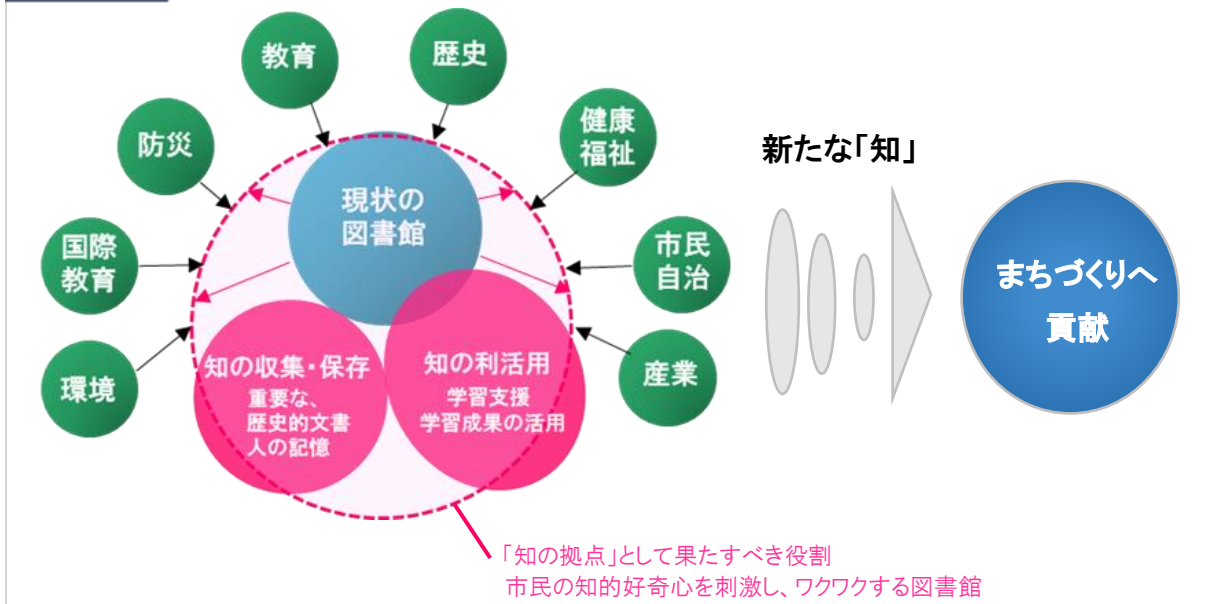 教育
歴史
防災
健康
福祉
現状の
図書館
国際
教育
市民
自治
環境
産業
知の収集・保存
重要な、
歴史的文書
人の記憶
知の利活用
学習支援
学習成果の活用
新たな「知」
まちづくりへ
貢献
「知の拠点」として果たすべき役割
市民の知的好奇心を刺激し、ワクワクする図書館